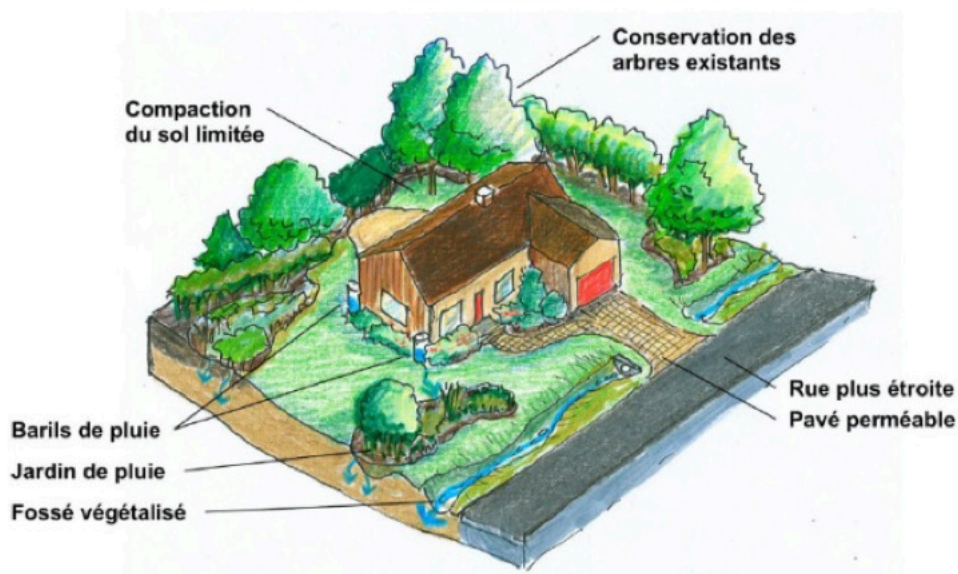 Conservation des
arbres existants
Compaction
du sol limitée
Rue plus étroite
Pavé perméable
Barils de pluie
Jardin de pluie
Fossé végétalisé